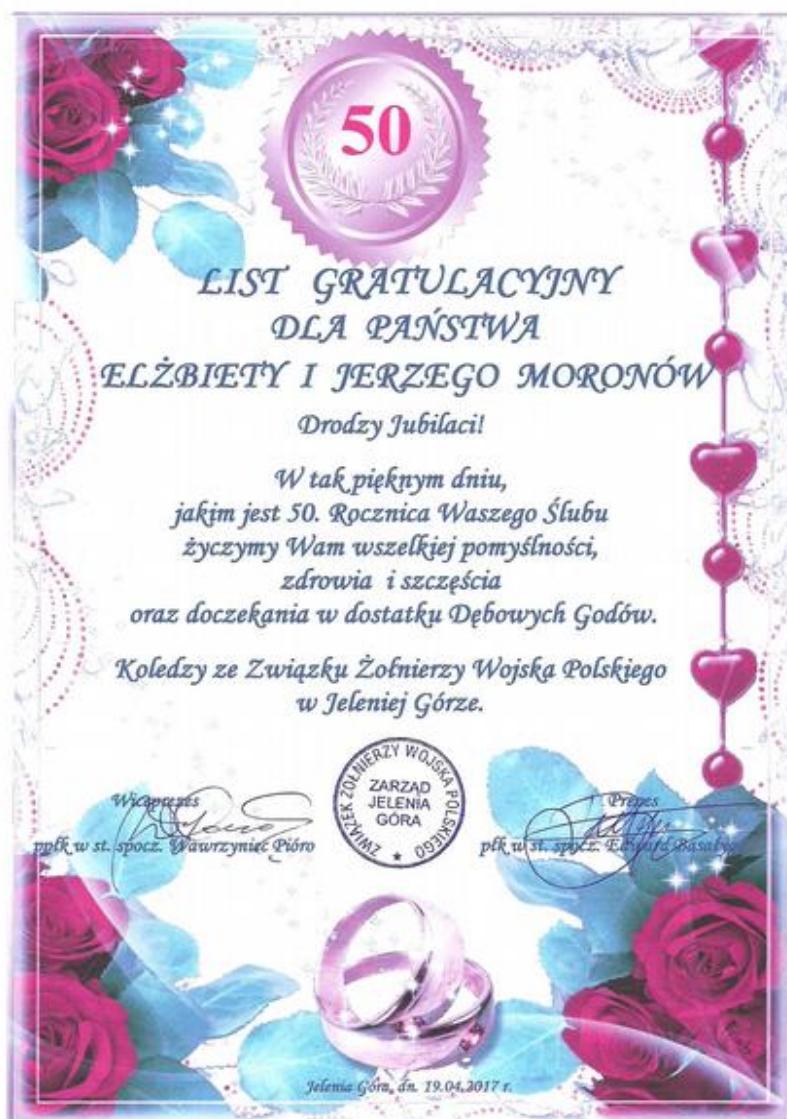 50
LIST GRATULACYJNY
DLA PAŃSTWA
ELŻBIETY I JERZEGO MORONÓW
Drodzy Jubilaci!
W tak pięknym dniu,
jakim jest 50. Rocznica Waszego Ślubu
życzymy Wam wszelkiej pomyślności,
zdrowia i szczęścia
oraz doczekania w dostatku Dębowych Godów.
Koledzy ze Związku Żołnierzy Wojska Polskiego
w Jeleniej Górze.
Wiceprezes
ppłk w st. spocz. Wawrzyniec Pióro
ZWIĄZEK ŻOŁNIERZY WOJSKA POLSKIEGO
ZARZĄD
JELENIA
GÓRA
Prezes
płk w st. spocz. Edward
Jelenia Góra, dn. 19.04.2017 r.